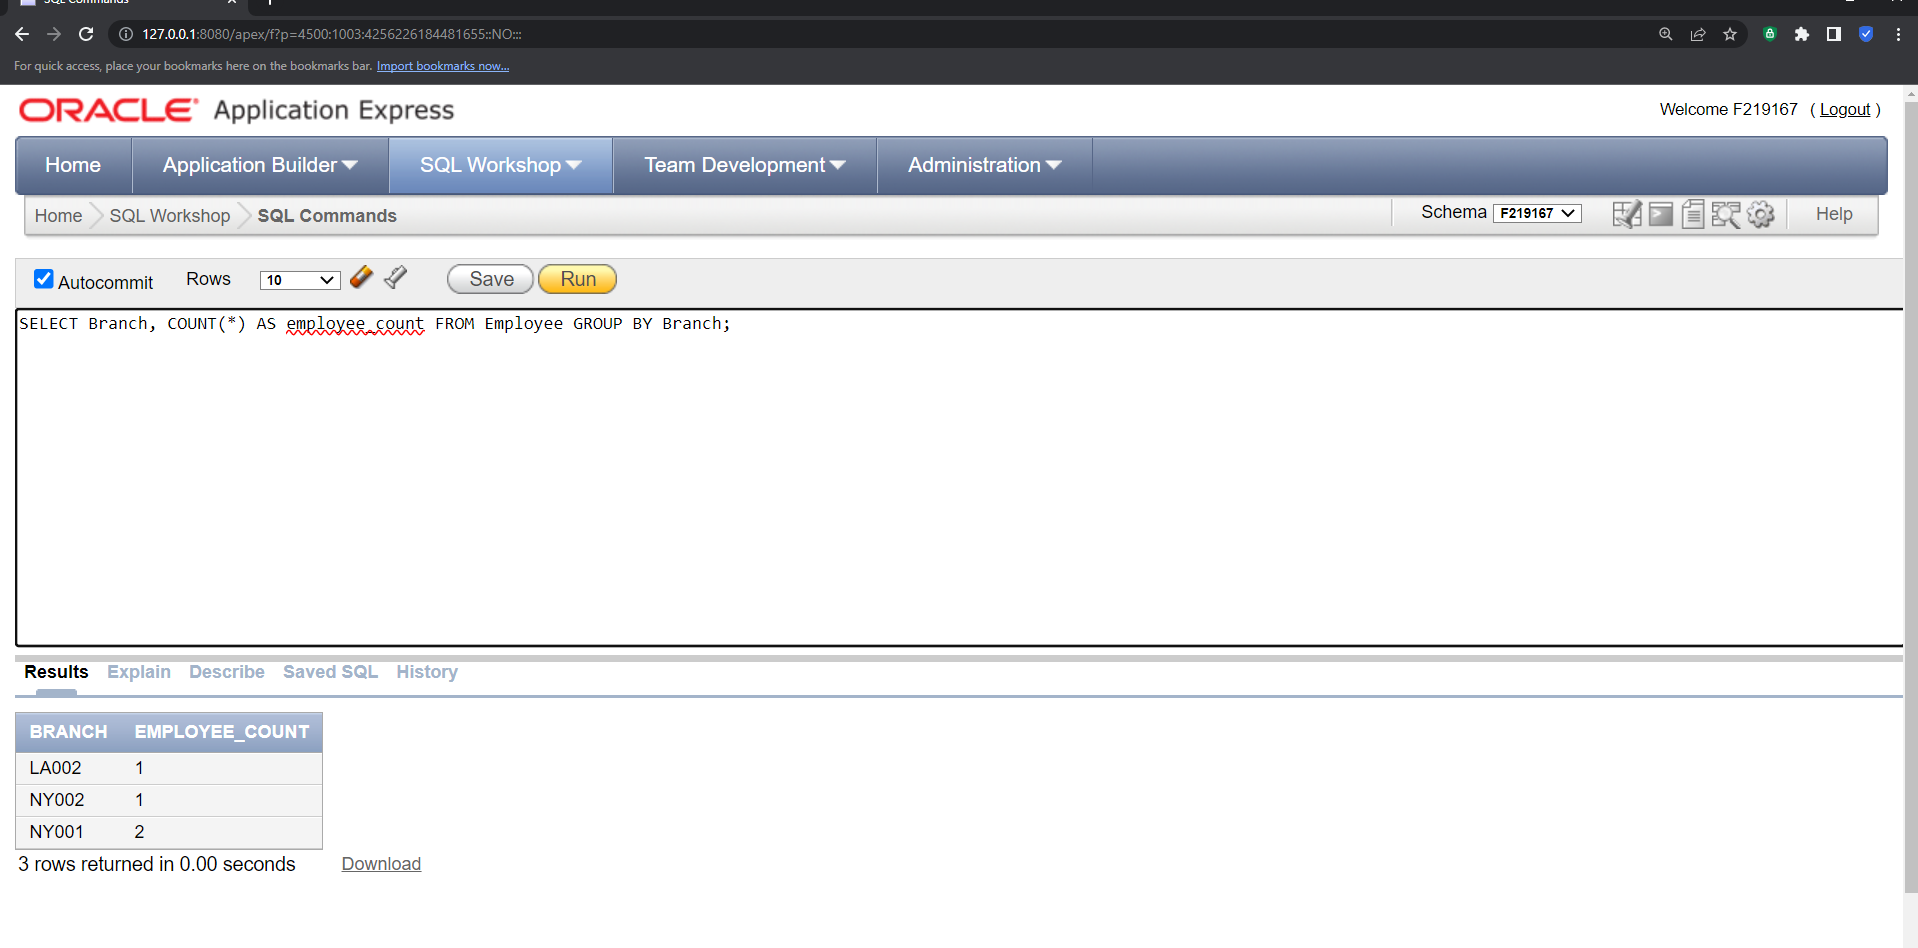 SQL Commands
127.0.0.1:8080/apex/f?p=4500:1003:4256226184481655::NO:::
For quick access, place your bookmarks here on the bookmarks bar. Import bookmarks now...
ORACLE Application Express
Welcome F219167 ( Logout )
Home Application Builder SQL Workshop Team Development Administration
Home SQL Workshop SQL Commands Schema F219167 Help
Autocommit Rows 10 Save Run
SELECT Branch, COUNT(*) AS employee_count FROM Employee GROUP BY Branch;
Results Explain Describe Saved SQL History
BRANCH EMPLOYEE_COUNT
LA002 1
NY002 1
NY001 2
3 rows returned in 0.00 seconds Download